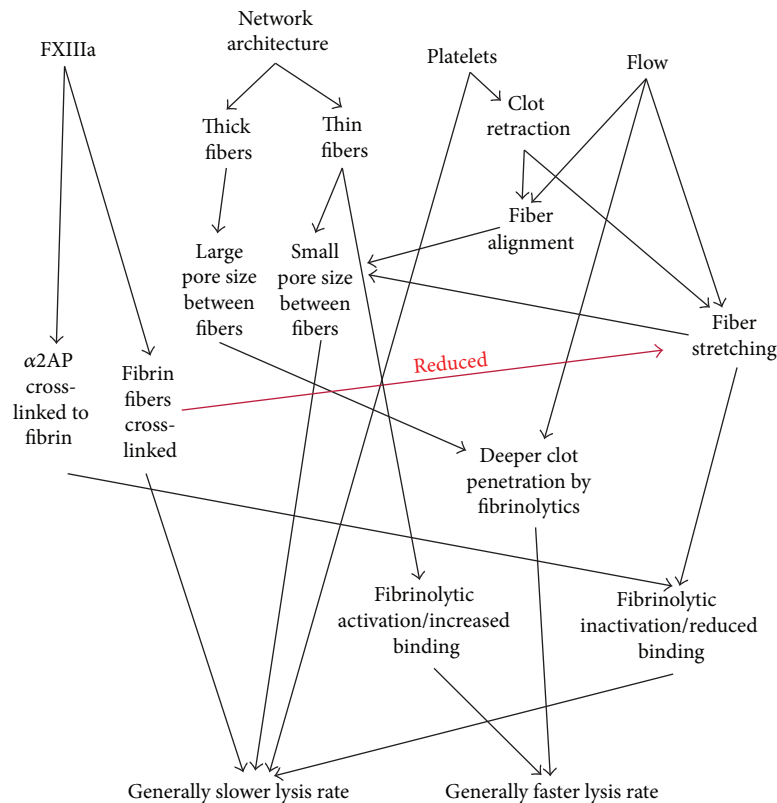 FXIIIa
Network
architecture
Platelets
Flow
Thick
fibers
Thin
fibers
Clot
retraction
Fiber
alignment
Large
pore size
between
fibers
Small
pore size
between
fibers
Fiber
stretching
α2AP
cross-
linked to
fibrin
Fibrin
fibers
cross-
linked
Reduced
Deeper clot
penetration by
fibrinolytics
Fibrinolytic
activation/increased
binding
Fibrinolytic
inactivation/reduced
binding
Generally slower lysis rate
Generally faster lysis rate